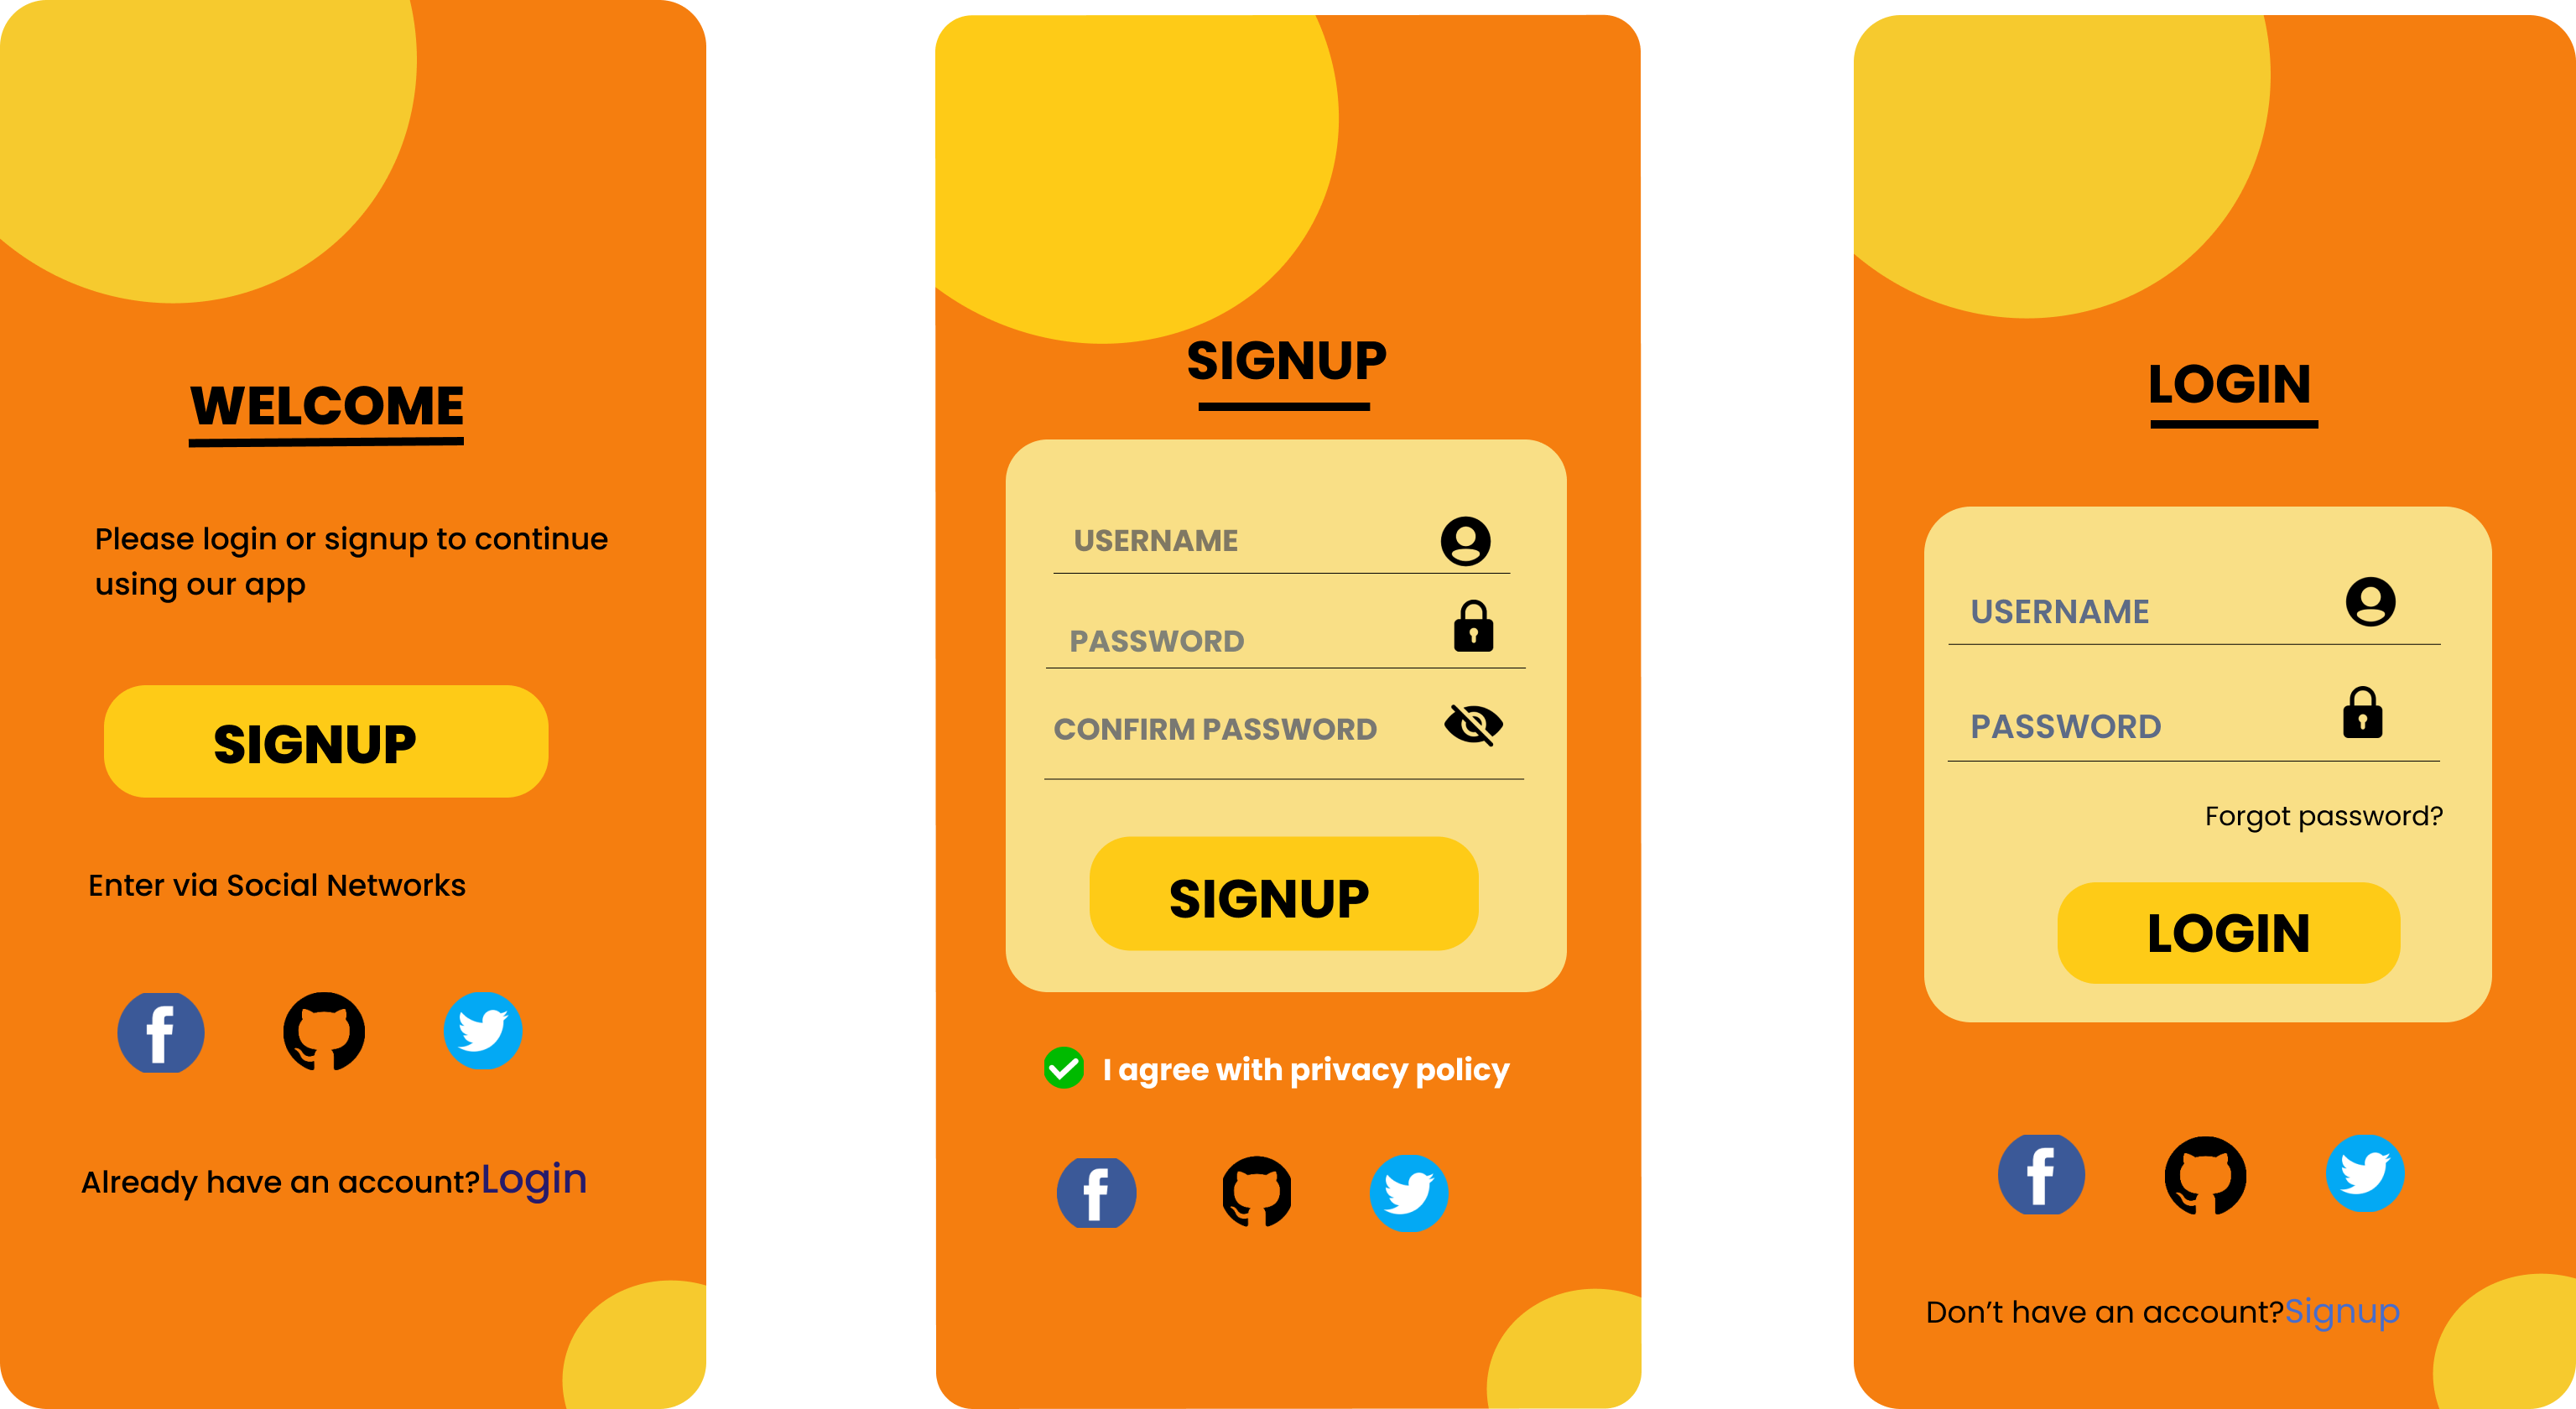 WELCOME
Please login or signup to continue
using our app
SIGNUP
Enter via Social Networks
Already have an account?Login
SIGNUP
USERNAME
PASSWORD
CONFIRM PASSWORD
SIGNUP
I agree with privacy policy
LOGIN
USERNAME
PASSWORD
Forgot password?
LOGIN
Don’t have an account?Signup